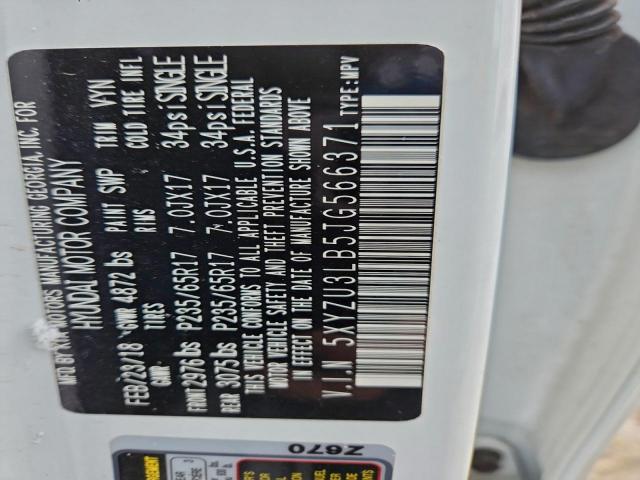 MFD BY KIA MOTORS MANUFACTURING GEORGIA, INC. FOR
HYUNDAI MOTOR COMPANY
FEB/23/18 GWR 4872 lbs PAINT SWP TRIM VYN
GWR TIRES RIMS COLD TIRE INFL
FRONT 2976 lbs P235/65R17 7.0JX17 34psi SINGLE
REAR 3075 lbs P235/65R17 7.0JX17 34psi SINGLE
THIS VEHICLE CONFORMS TO ALL APPLICABLE U.S.A. FEDERAL
MOTOR VEHICLE SAFETY AND THEFT PREVENTION STANDARDS
IN EFFECT ON THE DATE OF MANUFACTURE SHOWN ABOVE
V.I.N 5XYZU3LB5JG566371 TYPE:MPV
Z670